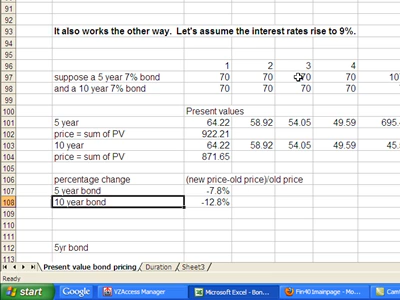 93 It also works the other way. Let's assume the interest rates rise to 9%.
94
95
96 1 2 3 4
97 suppose a 5 year 7% bond 70 70 70 70 10
98 and a 10 year 7% bond 70 70 70 70
99
100 Present values
101 5 year 64.22 58.92 54.05 49.59 695.
102 price = sum of PV 922.21
103 10 year 64.22 58.92 54.05 49.59 45.
104 price = sum of PV 871.65
105
106 percentage change (new price-old price)/old price
107 5 year bond -7.8%
108 10 year bond -12.8%
112 5yr bond
113
Present value bond pricing Duration Sheet3
Ready
start Google VZAccess Manager Microsoft Excel - Bon... Fin401mainpage - Mo... Cam